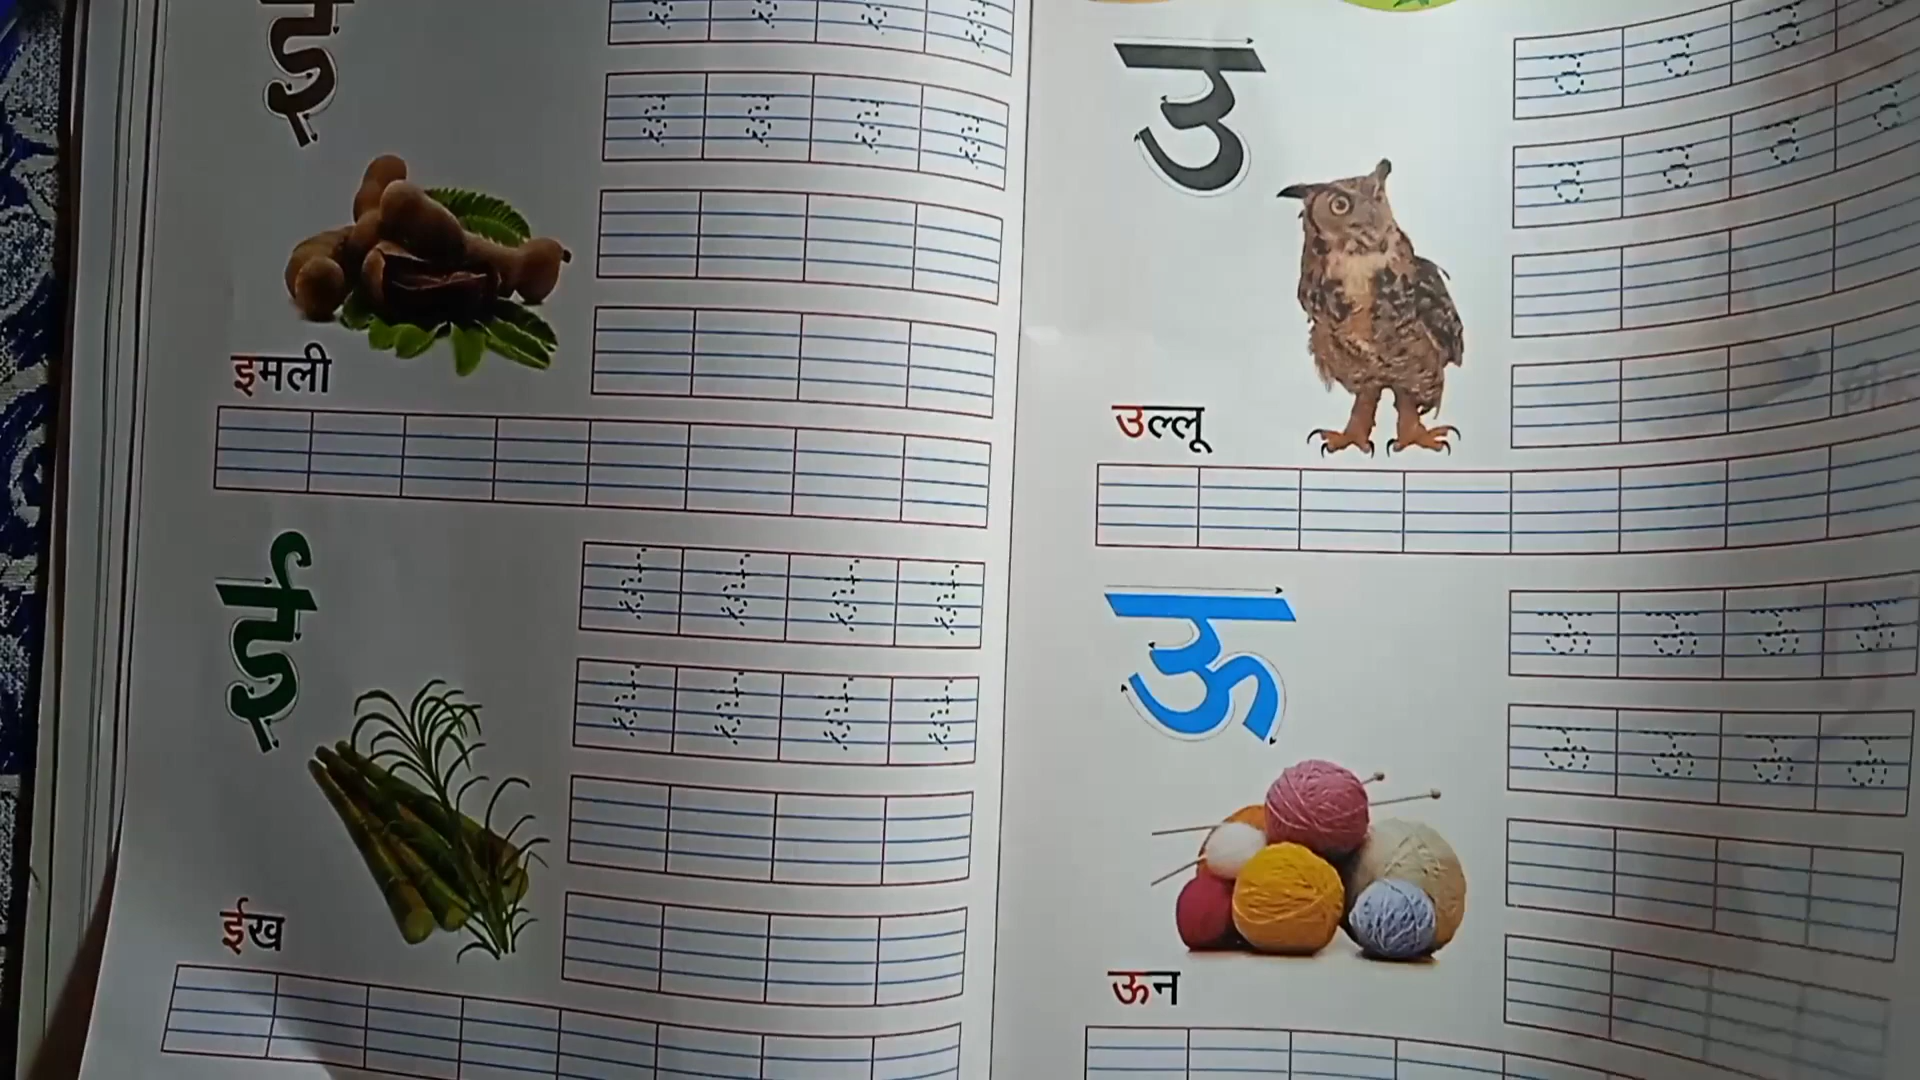 इ
इ इ इ इ
इ इ इ इ
इमली
ई
ई ई ई ई
ई ई ई ई
ईख
उ
उ उ उ उ
उ उ उ उ
उल्लू
ऊ
ऊ ऊ ऊ ऊ
ऊ ऊ ऊ ऊ
ऊन